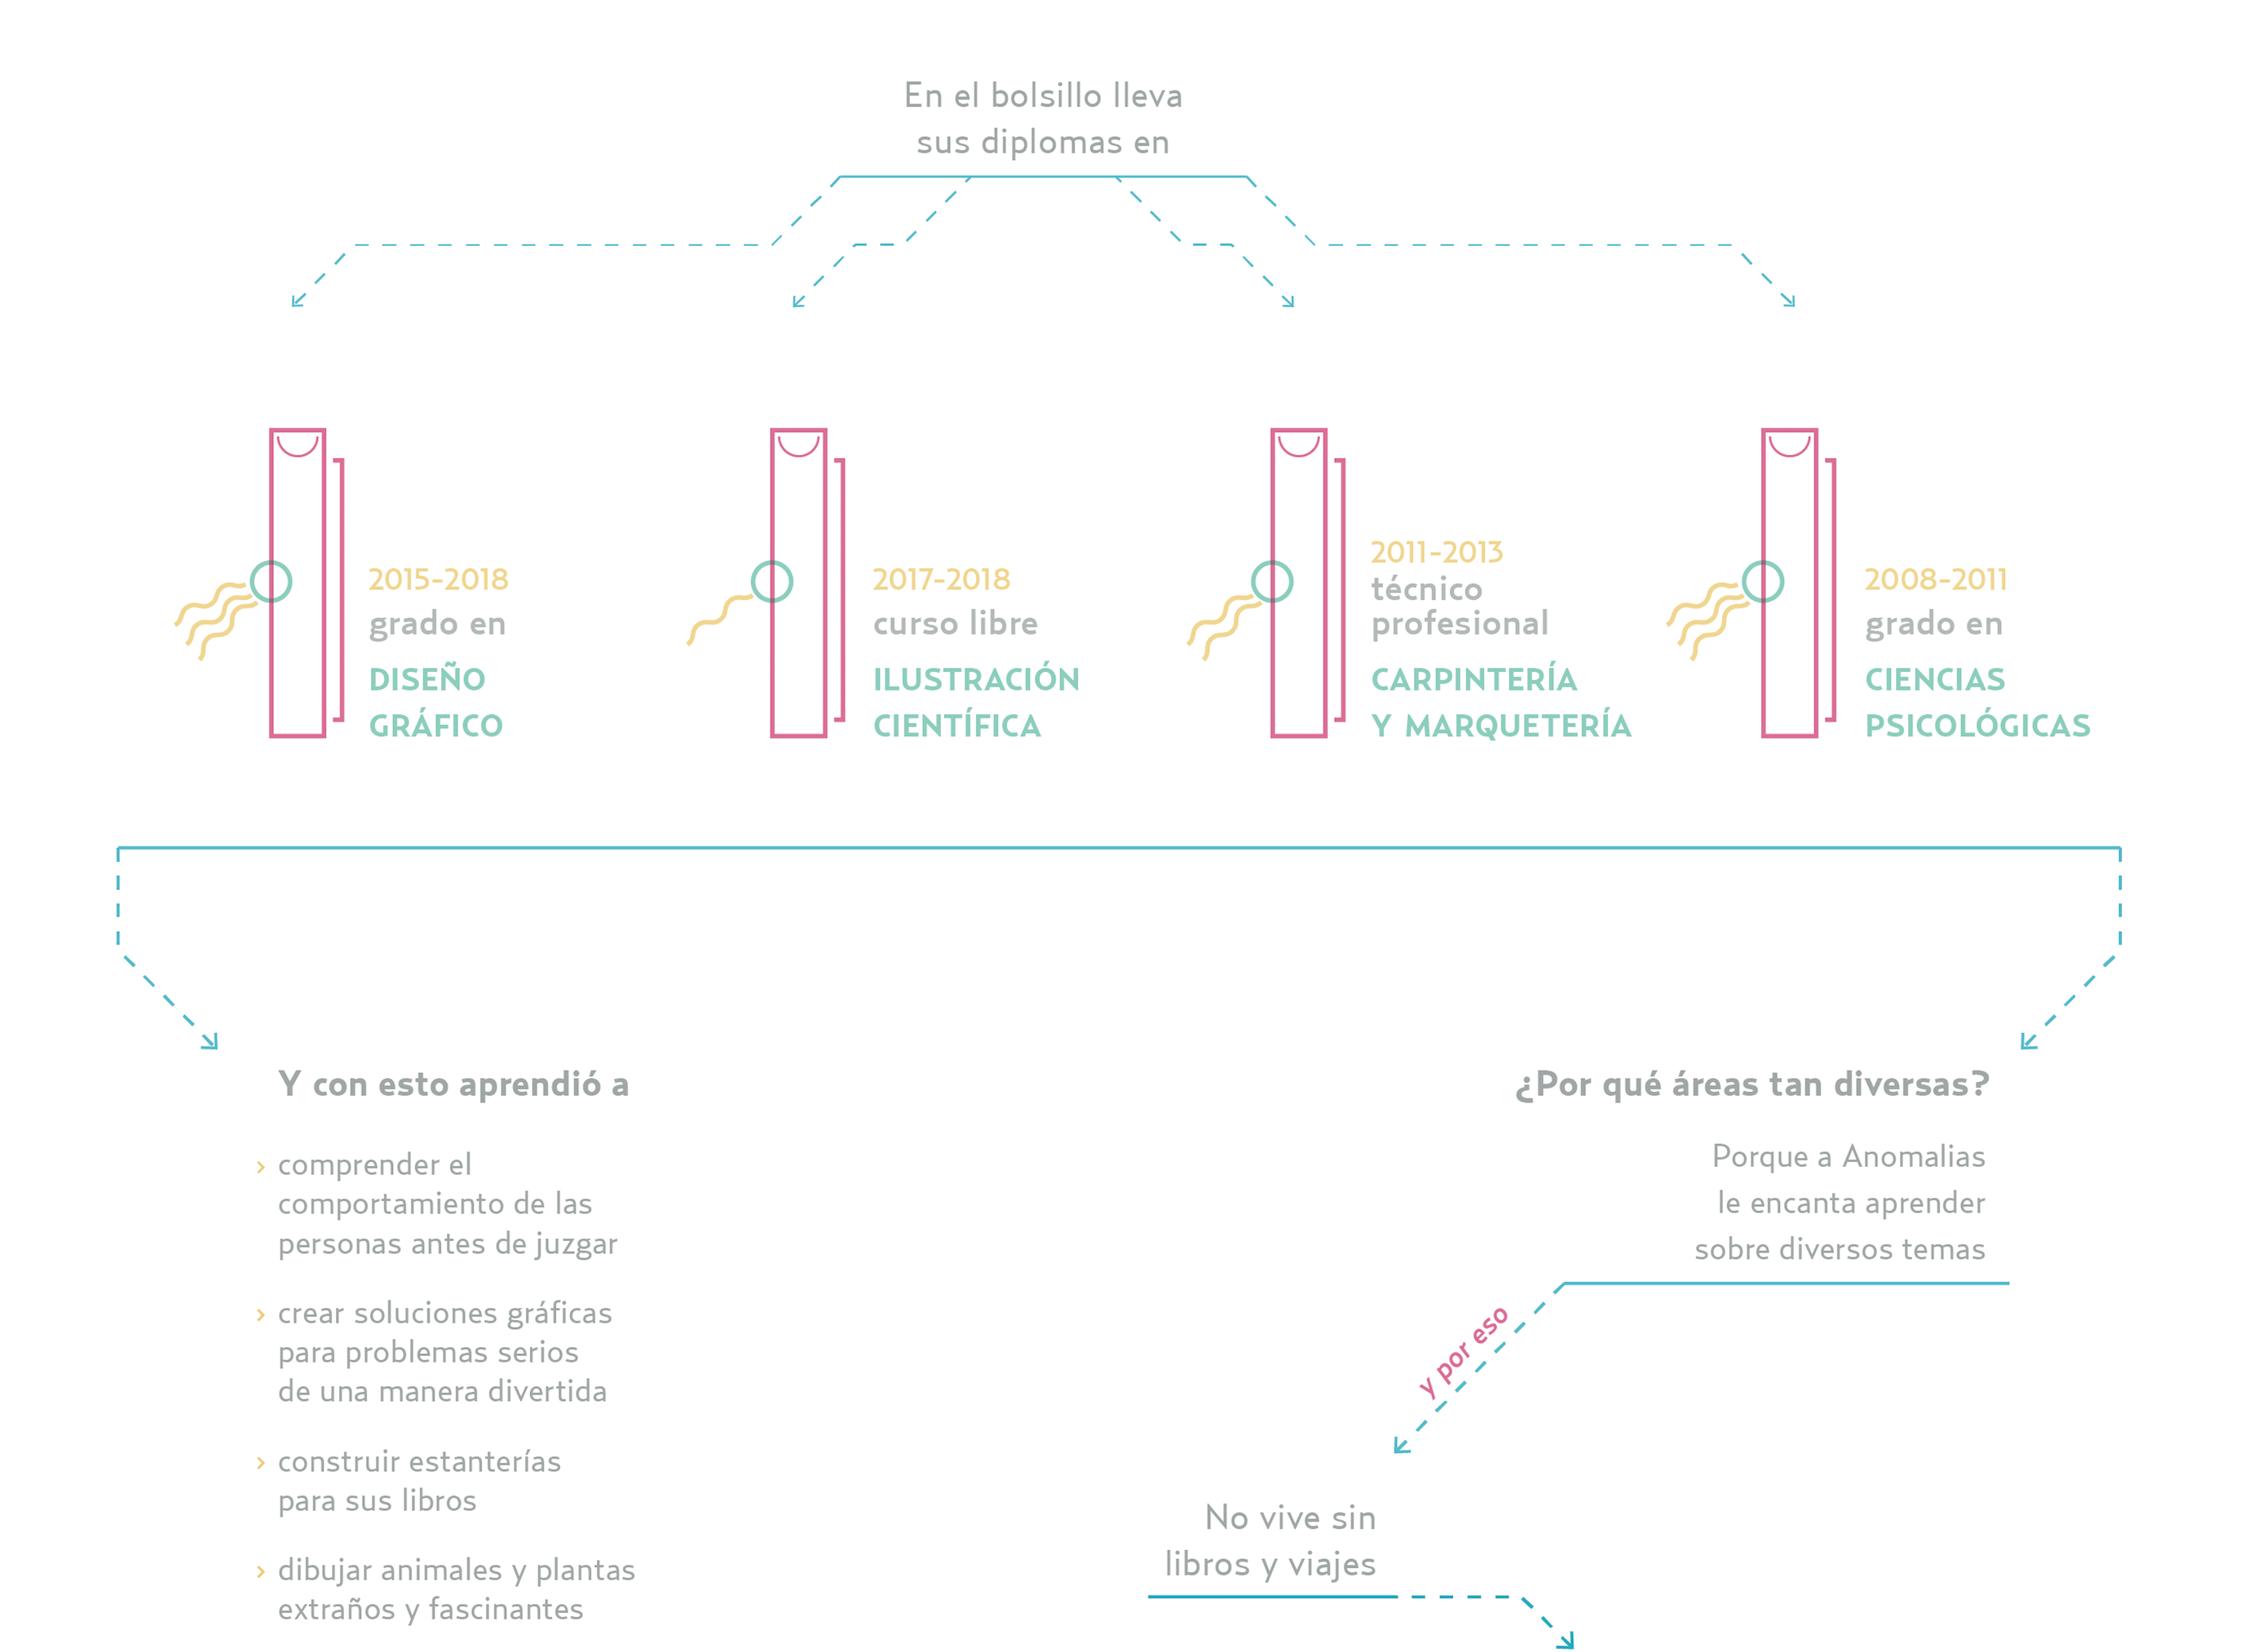 En el bolsillo lleva
sus diplomas en
2015-2018
grado en
DISEÑO
GRÁFICO
2017-2018
curso libre
ILUSTRACIÓN
CIENTÍFICA
2011-2013
técnico
profesional
CARPINTERÍA
Y MARQUETERÍA
2008-2011
grado en
CIENCIAS
PSICOLÓGICAS
Y con esto aprendió a
› comprender el
comportamiento de las
personas antes de juzgar
› crear soluciones gráficas
para problemas serios
de una manera divertida
› construir estanterías
para sus libros
› dibujar animales y plantas
extraños y fascinantes
¿Por qué áreas tan diversas?
Porque a Anomalias
le encanta aprender
sobre diversos temas
y por eso
No vive sin
libros y viajes